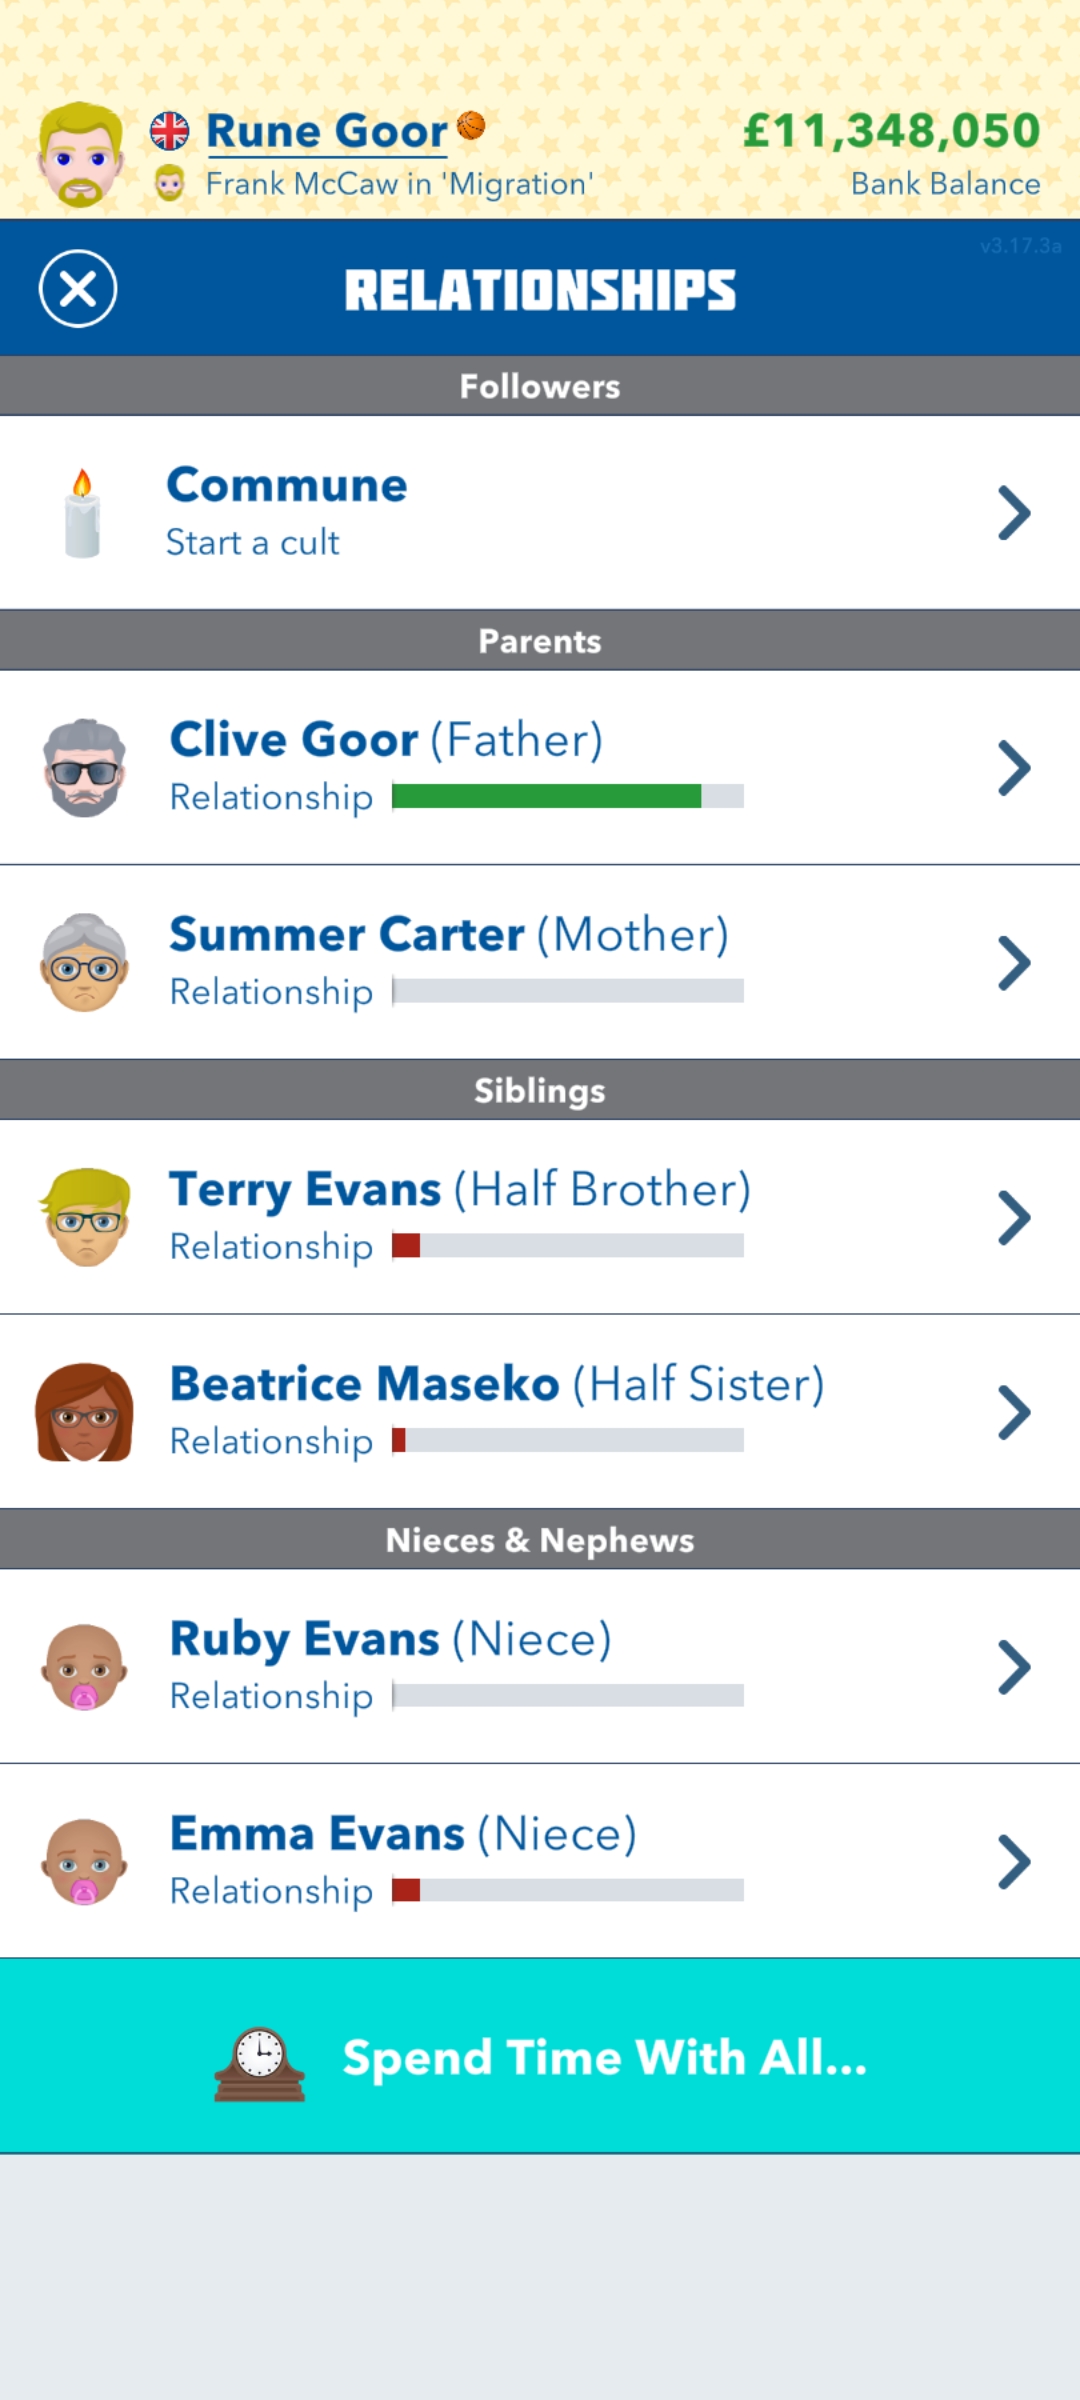 Rune Goor
£11,348,050
Frank McCaw in 'Migration'
Bank Balance
v3.17.3a
RELATIONSHIPS
Followers
Commune
Start a cult
Parents
Clive Goor (Father)
Relationship
Summer Carter (Mother)
Relationship
Siblings
Terry Evans (Half Brother)
Relationship
Beatrice Maseko (Half Sister)
Relationship
Nieces & Nephews
Ruby Evans (Niece)
Relationship
Emma Evans (Niece)
Relationship
Spend Time With All...